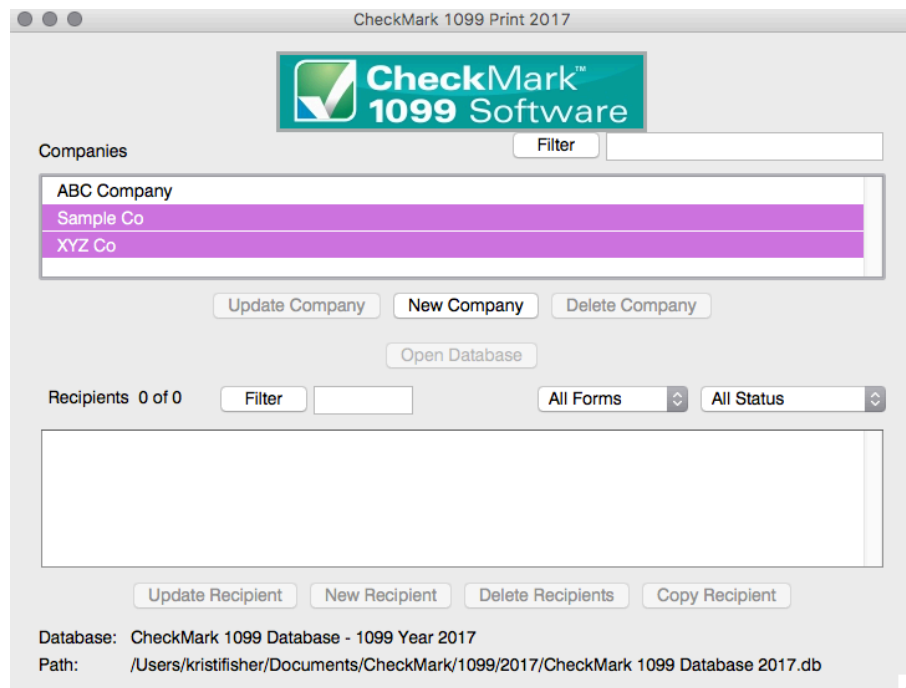 CheckMark 1099 Print 2017
CheckMark™
1099 Software
Companies Filter
ABC Company
Sample Co
XYZ Co
Update Company New Company Delete Company
Open Database
Recipients 0 of 0 Filter All Forms All Status
Update Recipient New Recipient Delete Recipients Copy Recipient
Database: CheckMark 1099 Database - 1099 Year 2017
Path: /Users/kristifisher/Documents/CheckMark/1099/2017/CheckMark 1099 Database 2017.db